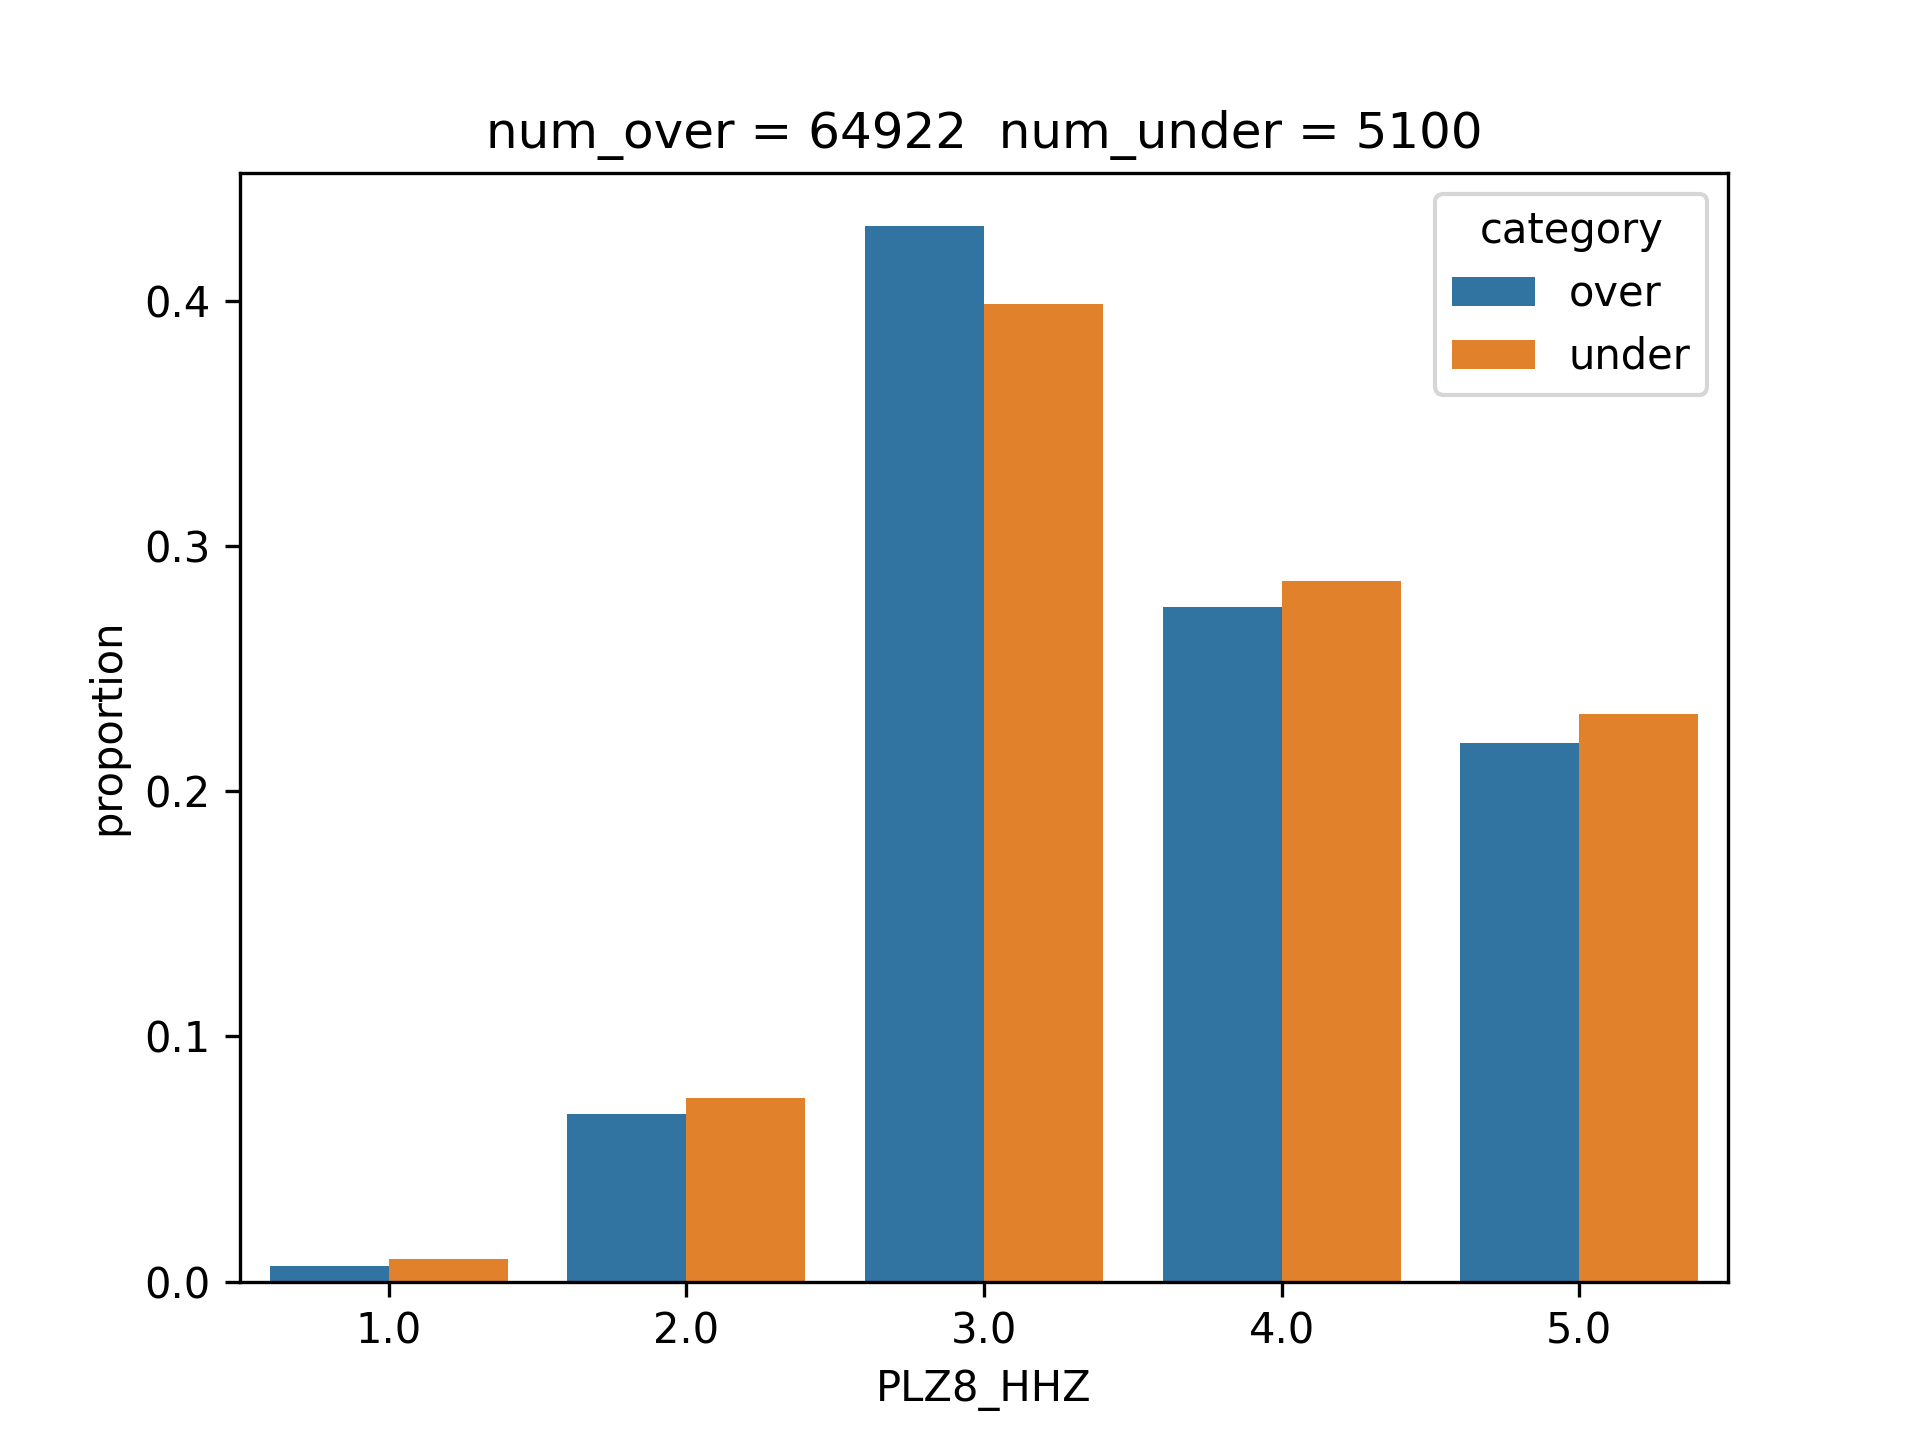 num_over = 64922  num_under = 5100
category
over
under
proportion
0.4
0.3
0.2
0.1
0.0
1.0 2.0 3.0 4.0 5.0
PLZ8_HHZ